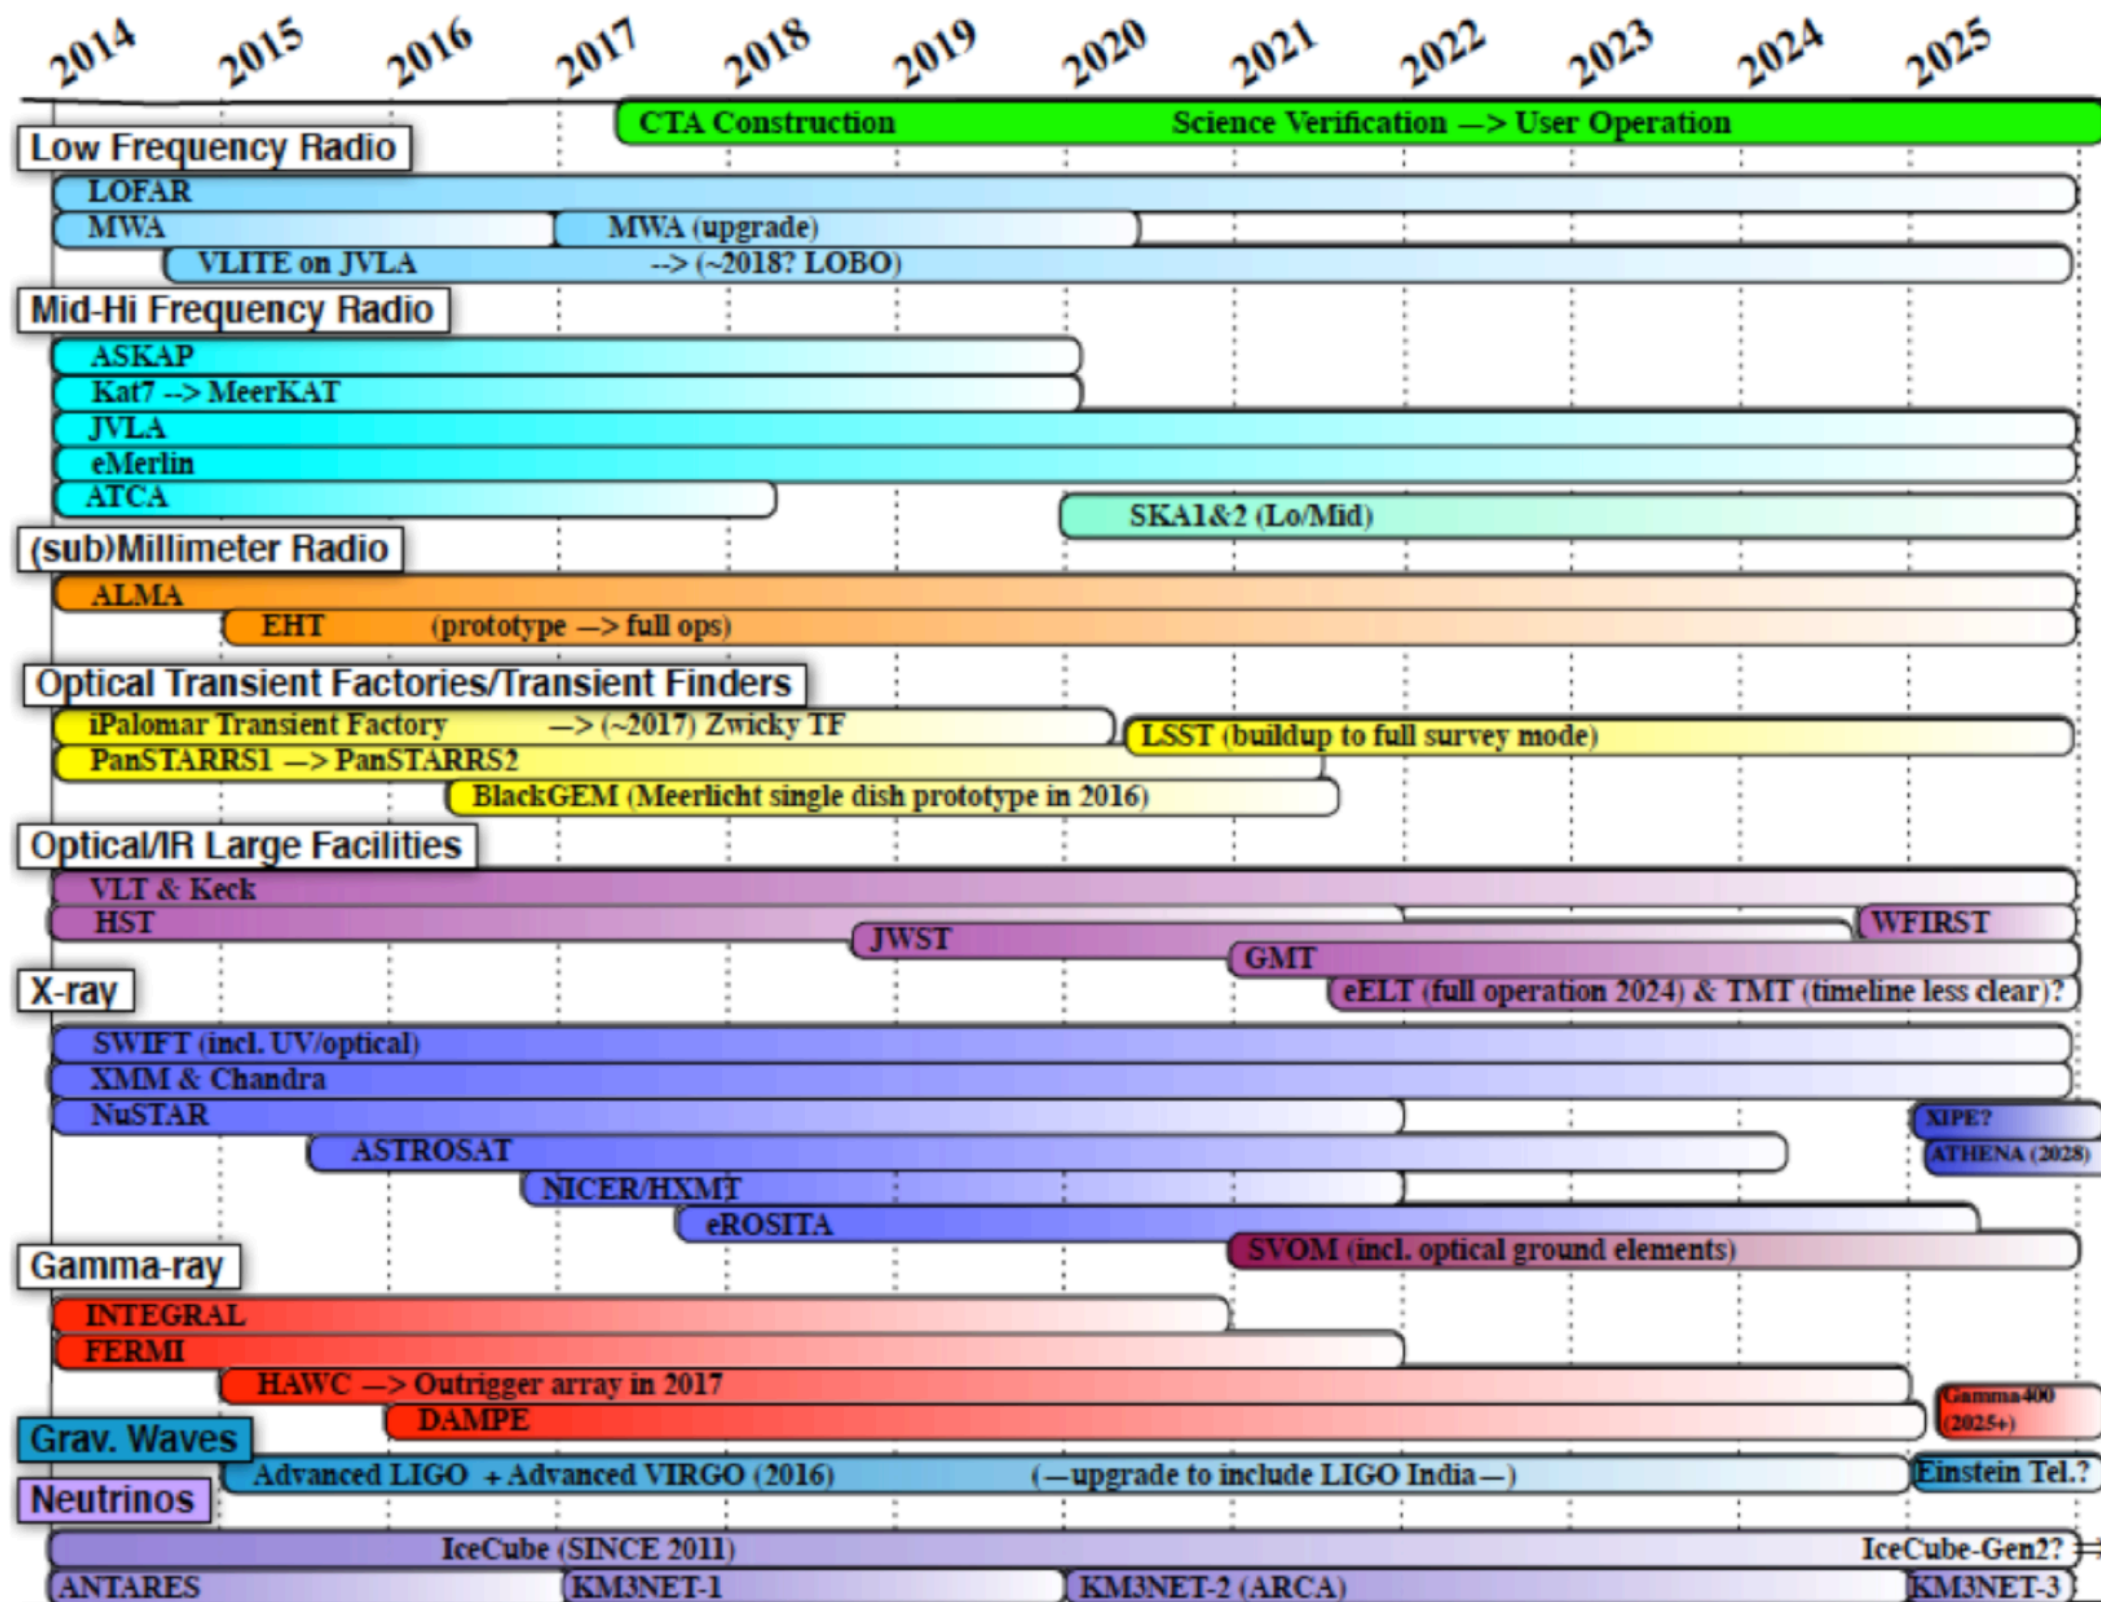 2014 2015 2016 2017 2018 2019 2020 2021 2022 2023 2024 2025
CTA Construction Science Verification —> User Operation
Low Frequency Radio
LOFAR
MWA MWA (upgrade)
VLITE on JVLA --> (~2018? LOBO)
Mid-Hi Frequency Radio
ASKAP
Kat7 --> MeerKAT
JVLA
eMerlin
ATCA
SKA1&2 (Lo/Mid)
(sub)Millimeter Radio
ALMA
EHT (prototype —> full ops)
Optical Transient Factories/Transient Finders
iPalomar Transient Factory —> (~2017) Zwicky TF
LSST (buildup to full survey mode)
PanSTARRS1 —> PanSTARRS2
BlackGEM (Meerlicht single dish prototype in 2016)
Optical/IR Large Facilities
VLT & Keck
HST
WFIRST
JWST
GMT
eELT (full operation 2024) & TMT (timeline less clear)?
X-ray
SWIFT (incl. UV/optical)
XMM & Chandra
NuSTAR
XIPE?
ASTROSAT
ATHENA (2028)
NICER/HXMT
eROSITA
SVOM (incl. optical ground elements)
Gamma-ray
INTEGRAL
FERMI
HAWC —> Outrigger array in 2017
Gamma400
(2025+)
DAMPE
Grav. Waves
Advanced LIGO + Advanced VIRGO (2016) (—upgrade to include LIGO India—)
Einstein Tel.?
Neutrinos
IceCube (SINCE 2011) IceCube-Gen2?
ANTARES KM3NET-1 KM3NET-2 (ARCA) KM3NET-3